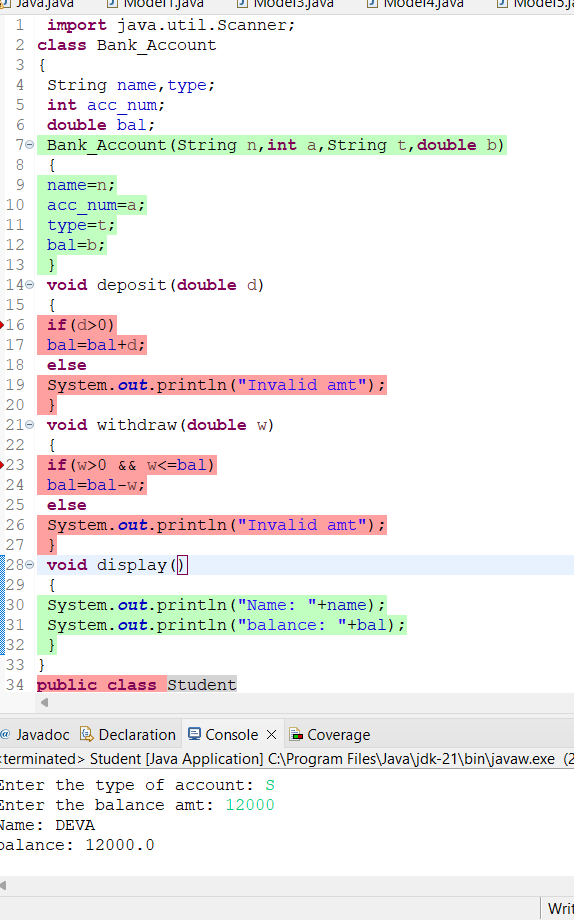 Java.java Model1.java Model3.java Model4.java Model5.j
1 import java.util.Scanner;
2 class Bank_Account
3 {
4 String name,type;
5 int acc_num;
6 double bal;
7 Bank_Account(String n,int a,String t,double b)
8 {
9 name=n;
10 acc_num=a;
11 type=t;
12 bal=b;
13 }
14 void deposit(double d)
15 {
16 if(d>0)
17 bal=bal+d;
18 else
19 System.out.println("Invalid amt");
20 }
21 void withdraw(double w)
22 {
23 if(w>0 && w<=bal)
24 bal=bal-w;
25 else
26 System.out.println("Invalid amt");
27 }
28 void display()
29 {
30 System.out.println("Name: "+name);
31 System.out.println("balance: "+bal);
32 }
33 }
34 public class Student
@ Javadoc Declaration Console Coverage
<terminated> Student [Java Application] C:\Program Files\Java\jdk-21\bin\javaw.exe (2
Enter the type of account: S
Enter the balance amt: 12000
Name: DEVA
balance: 12000.0
Writ